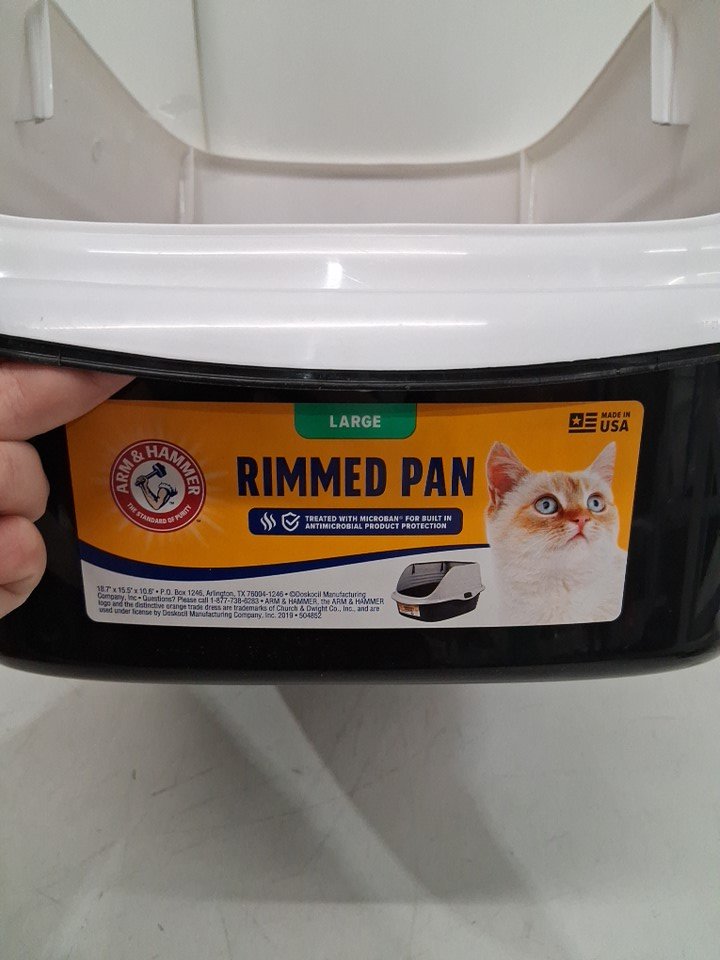 LARGE
MADE IN
USA
ARM & HAMMER
THE STANDARD OF PURITY
™
RIMMED PAN
TREATED WITH MICROBAN® FOR BUILT IN
ANTIMICROBIAL PRODUCT PROTECTION
18.7" x 15.5" x 10.6" • P.O. Box 1246, Arlington, TX 76004-1246 • ©Doskocil Manufacturing
Company, Inc • Questions? Please call 1-877-738-6283 • ARM & HAMMER, the ARM & HAMMER
logo and the distinctive orange trade dress are trademarks of Church & Dwight Co., Inc., and are
used under license by Doskocil Manufacturing Company, Inc. 2019 • 504852